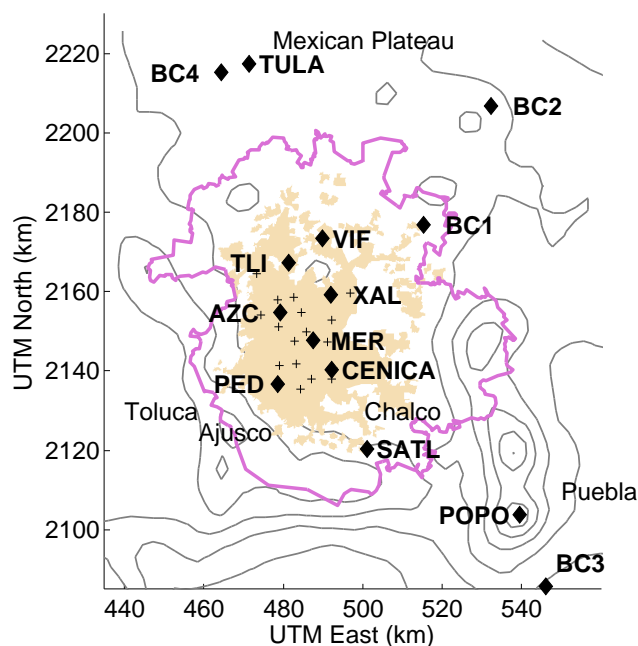 2220
Mexican Plateau
BC4
TULA
BC2
2200
2180
BC1
VIF
TLI
2160
XAL
AZC
UTM North (km)
MER
2140
PED
CENICA
Toluca
Chalco
Ajusco
2120
SATL
Puebla
POPO
2100
BC3
440
460
480
500
520
540
UTM East (km)